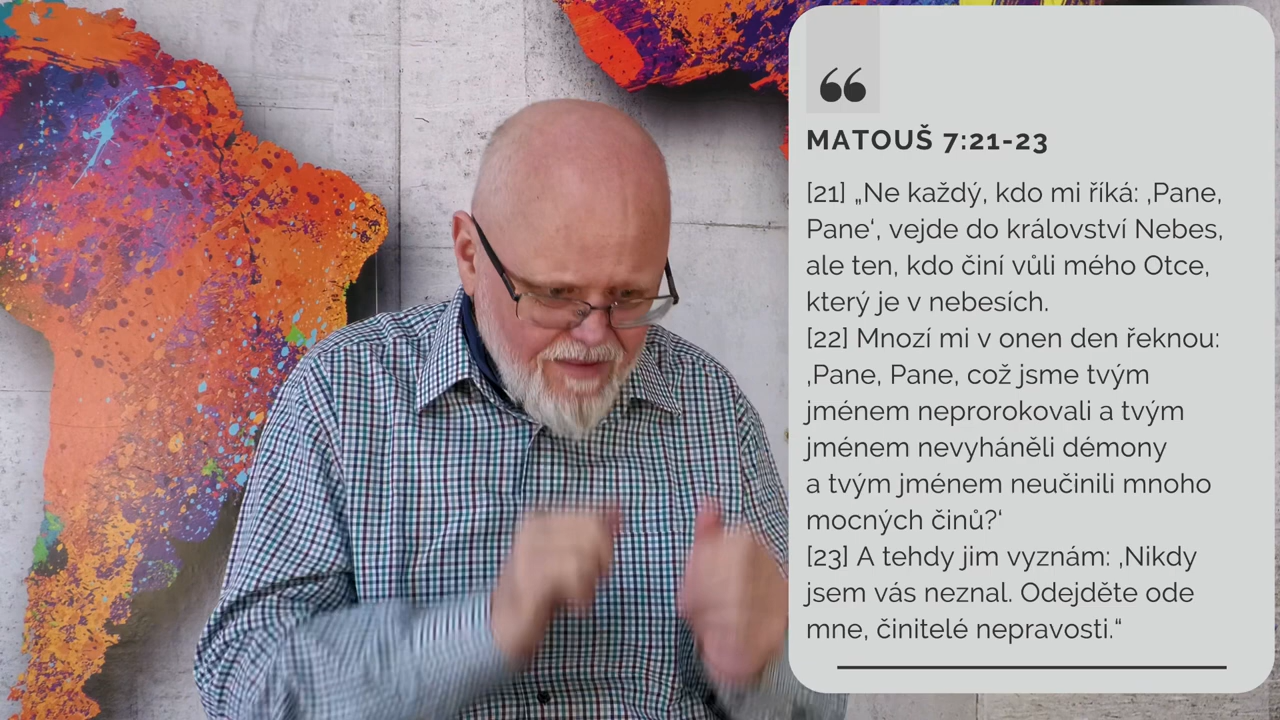 MATOUŠ 7:21-23
[21] „Ne každý, kdo mi říká: ‚Pane,
Pane‘, vejde do království Nebes,
ale ten, kdo činí vůli mého Otce,
který je v nebesích.
[22] Mnozí mi v onen den řeknou:
‚Pane, Pane, což jsme tvým
jménem neprorokovali a tvým
jménem nevyháněli démony
a tvým jménem neučinili mnoho
mocných činů?‘
[23] A tehdy jim vyznám: ‚Nikdy
jsem vás neznal. Odejděte ode
mne, činitelé nepravosti.“